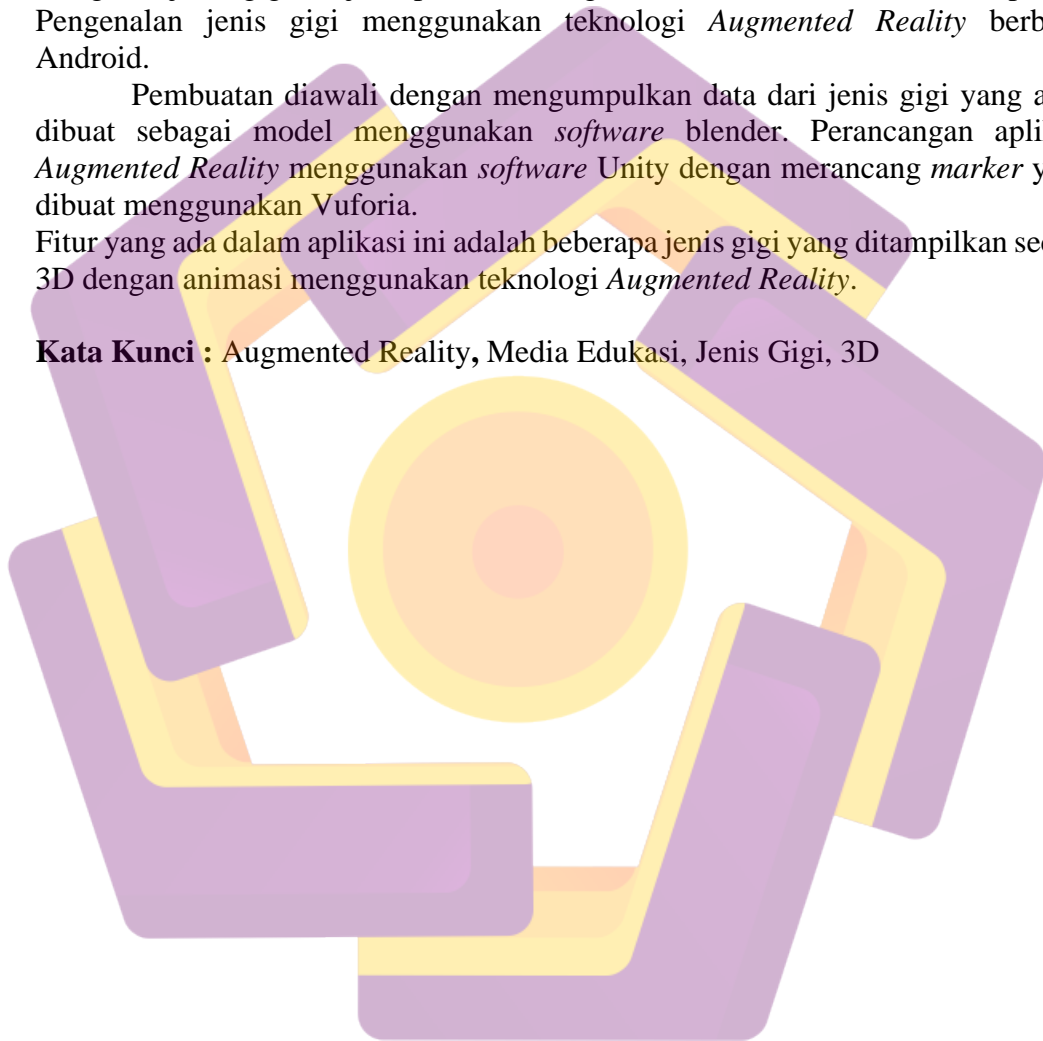 Pengenalan jenis gigi menggunakan teknologi Augmented Reality
Android.
Pembuatan diawali dengan mengumpulkan data dari jenis gigi yang
dibuat sebagai model menggunakan software blender. Perancangan
Augmented Reality menggunakan software Unity dengan merancang marker
dibuat menggunakan Vuforia.
Fitur yang ada dalam aplikasi ini adalah beberapa jenis gigi yang ditampilkan
3D dengan animasi menggunakan teknologi Augmented Reality.
Kata Kunci : Augmented Reality, Media Edukasi, Jenis Gigi, 3D